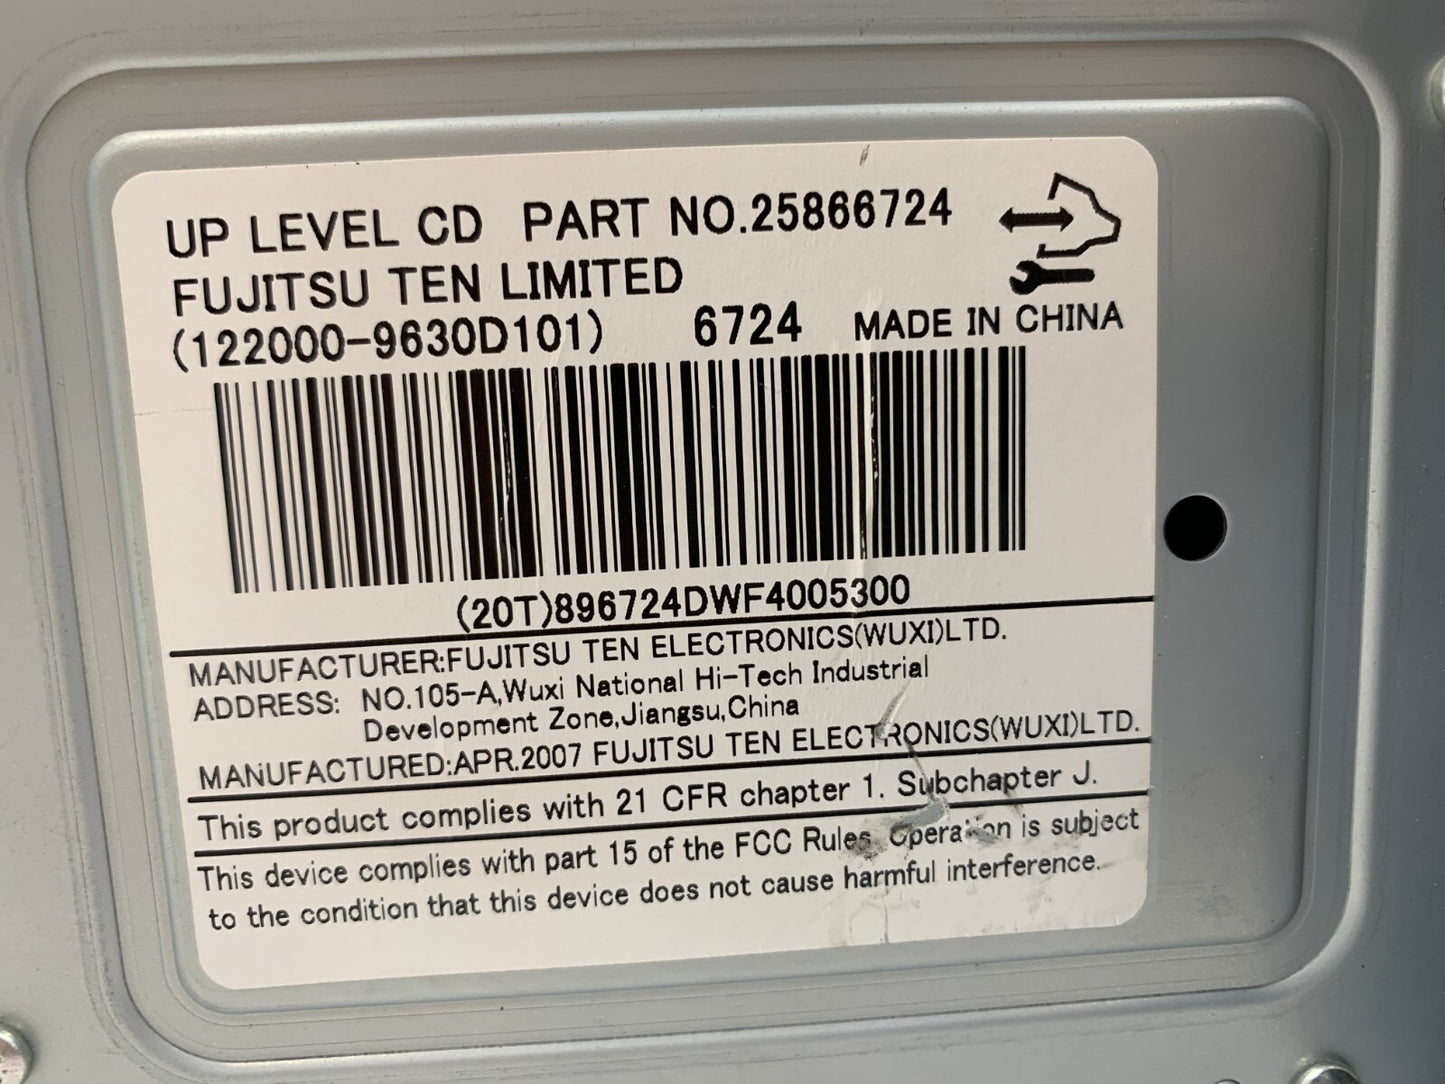 UP LEVEL CD PART NO.25866724
FUJITSU TEN LIMITED
(122000-9630D101) 6724 MADE IN CHINA
(20T)896724DWF4005300
MANUFACTURER:FUJITSU TEN ELECTRONICS(WUXI)LTD.
ADDRESS: NO.105-A,Wuxi National Hi-Tech Industrial
Development Zone,Jiangsu,China
MANUFACTURED:APR.2007 FUJITSU TEN ELECTRONICS(WUXI)LTD.
This product complies with 21 CFR chapter 1. Subchapter J.
This device complies with part 15 of the FCC Rules. Operation is subject
to the condition that this device does not cause harmful interference.